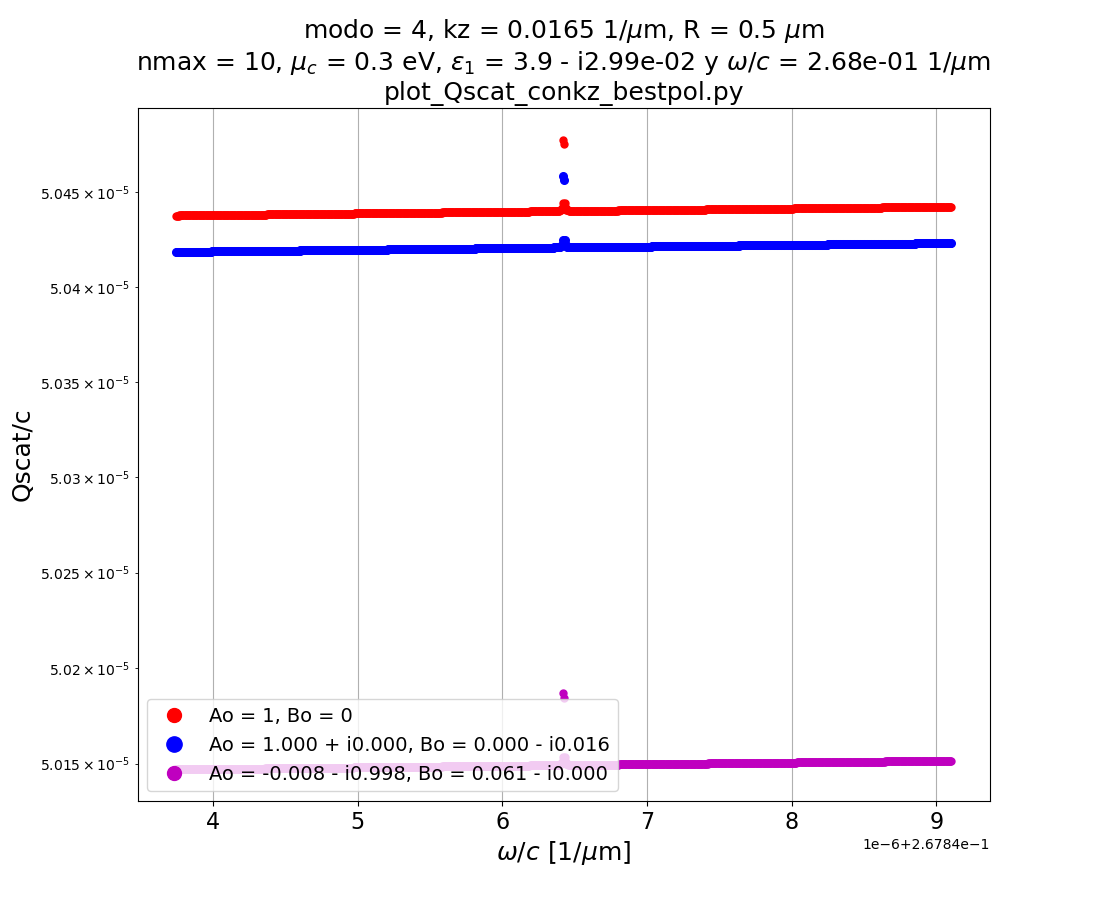 modo = 4, kz = 0.0165 1/μm, R = 0.5 μm
nmax = 10, μ_c = 0.3 eV, ε_1 = 3.9 - i2.99e-02 y ω/c = 2.68e-01 1/μm
plot_Qscat_conkz_bestpol.py
Qscat/c
5.045 × 10⁻⁵
5.04 × 10⁻⁵
5.035 × 10⁻⁵
5.03 × 10⁻⁵
5.025 × 10⁻⁵
5.02 × 10⁻⁵
5.015 × 10⁻⁵
Ao = 1, Bo = 0
Ao = 1.000 + i0.000, Bo = 0.000 - i0.016
Ao = -0.008 - i0.998, Bo = 0.061 - i0.000
4 5 6 7 8 9
1e−6+2.6784e−1
ω/c [1/μm]